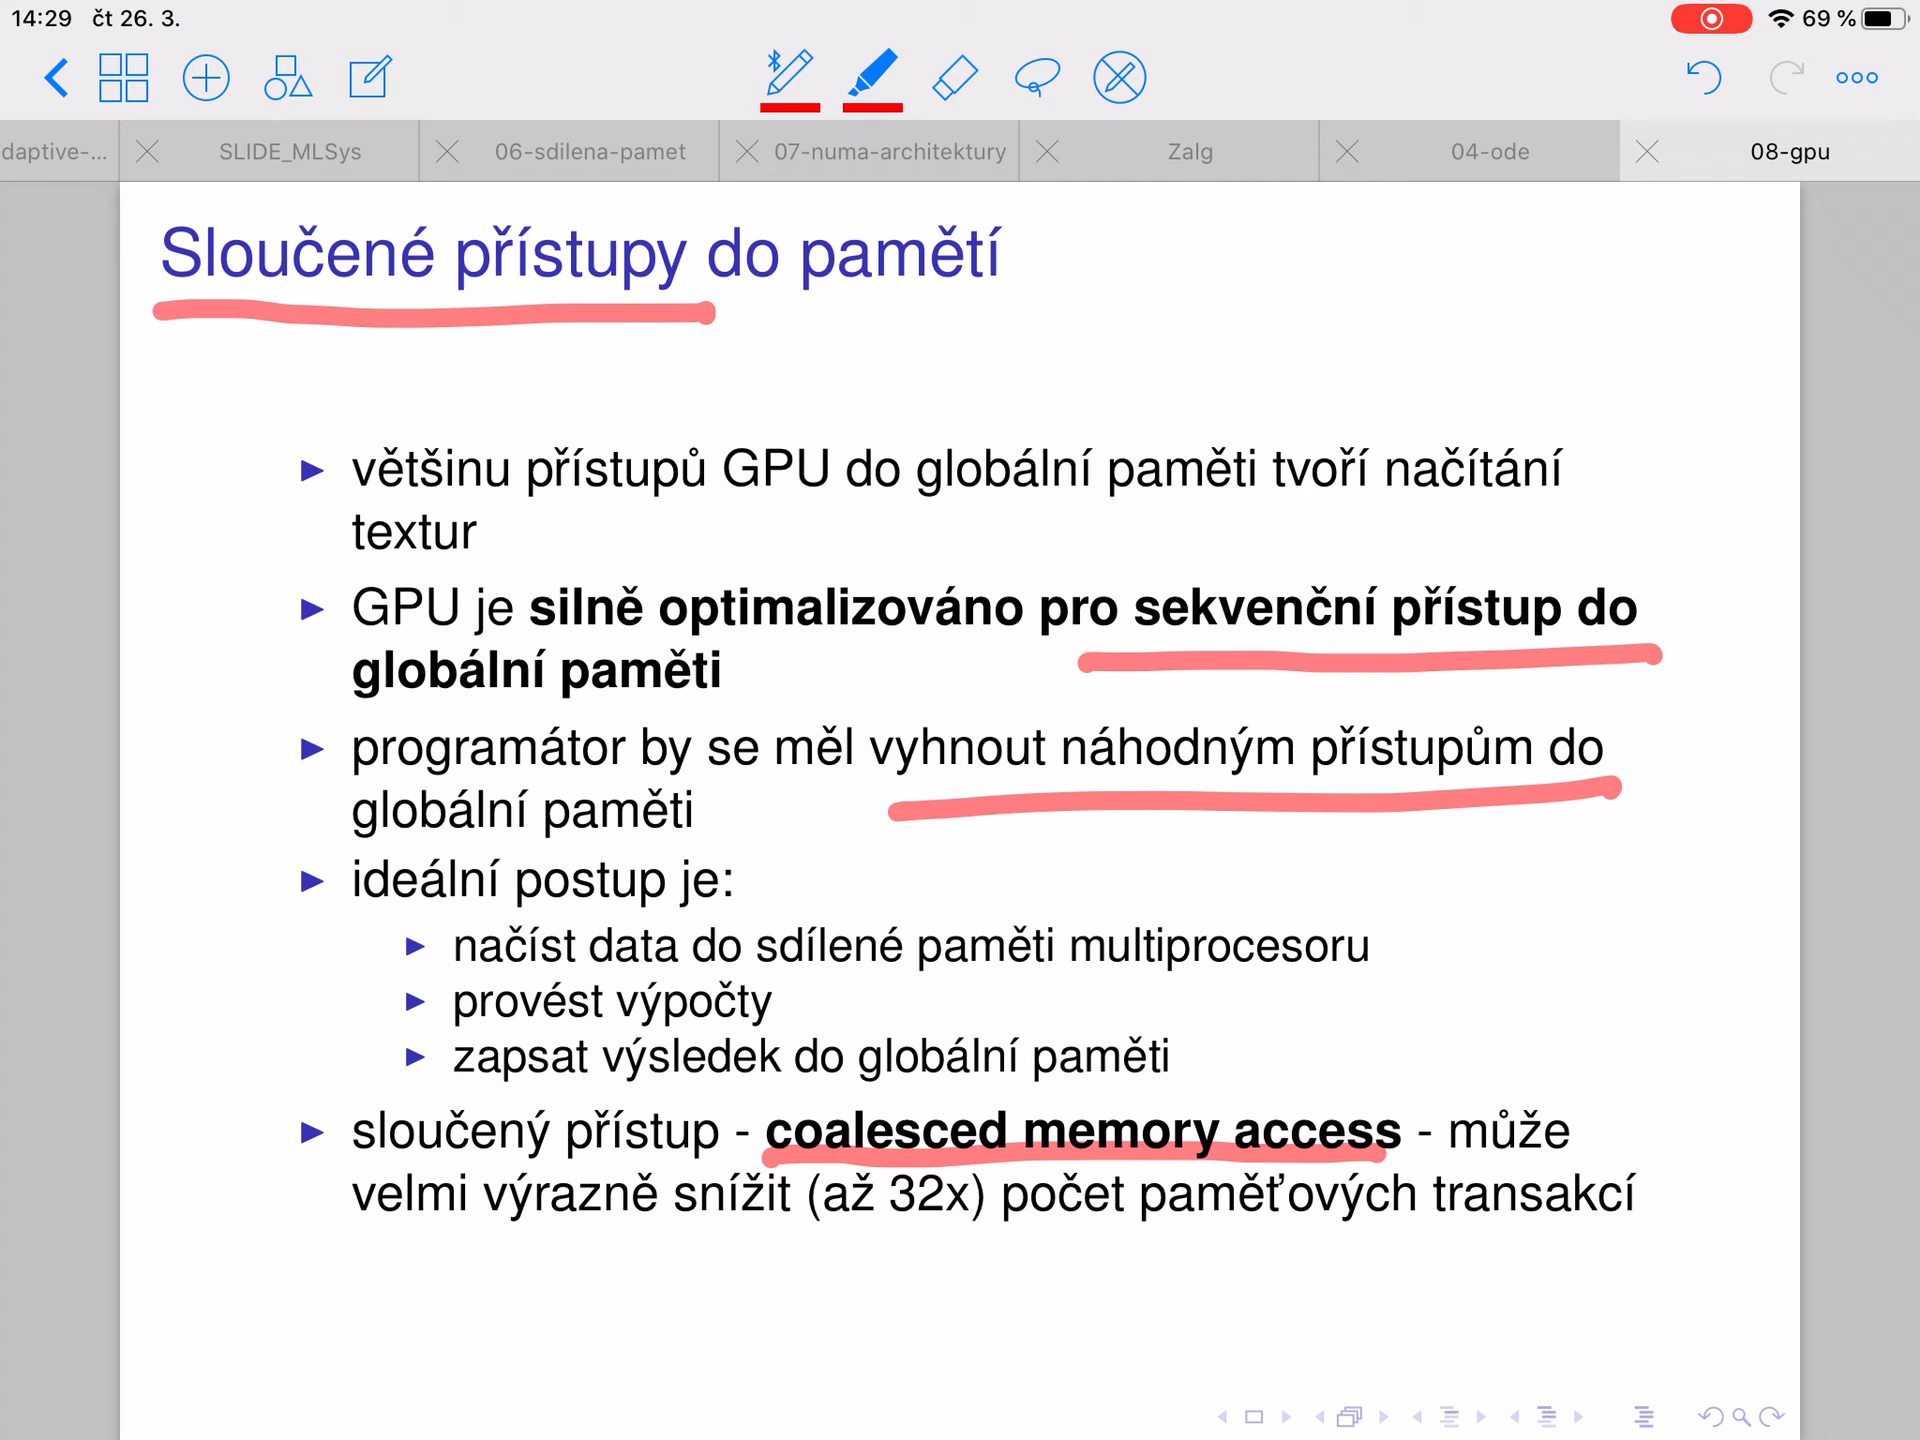 14:29 čt 26. 3. 69 %
daptive-... SLIDE_MLSys 06-sdilena-pamet 07-numa-architektury Zalg 04-ode 08-gpu
Sloučené přístupy do pamětí
většinu přístupů GPU do globální paměti tvoří načítání
textur
GPU je silně optimalizováno pro sekvenční přístup do
globální paměti
programátor by se měl vyhnout náhodným přístupům do
globální paměti
ideální postup je:
načíst data do sdílené paměti multiprocesoru
provést výpočty
zapsat výsledek do globální paměti
sloučený přístup - coalesced memory access - může
velmi výrazně snížit (až 32x) počet paměťových transakcí